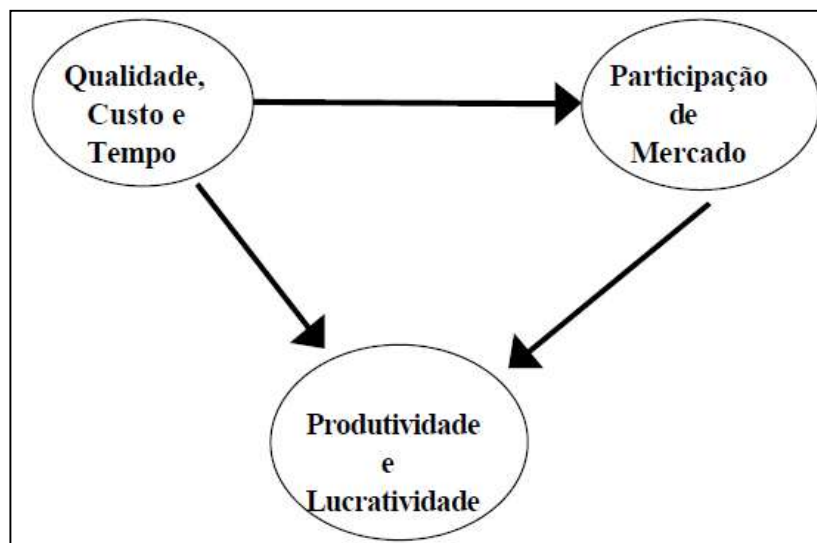 Qualidade,
Custo e
Tempo
Participação
de
Mercado
Produtividade
e
Lucratividade